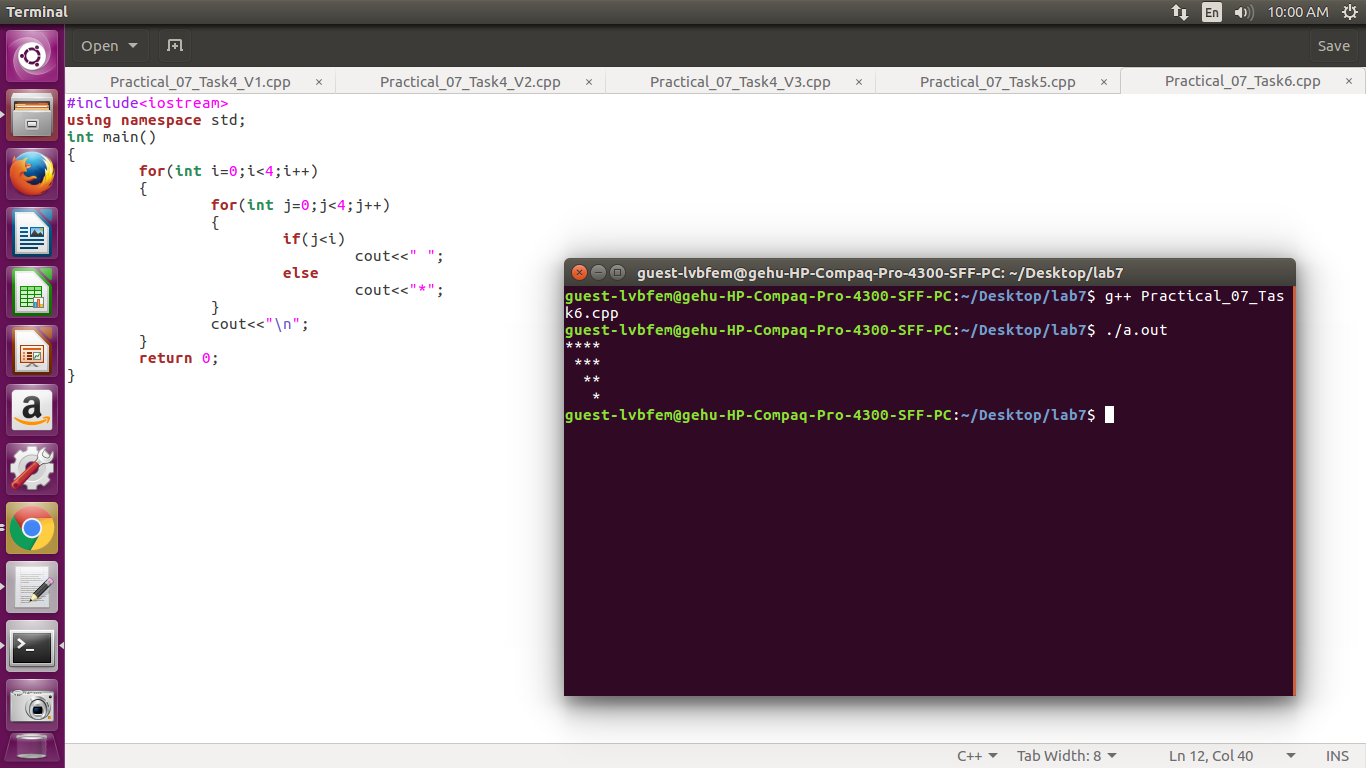 Terminal
En
10:00 AM
Open
Save
Practical_07_Task4_V1.cpp ×
Practical_07_Task4_V2.cpp ×
Practical_07_Task4_V3.cpp ×
Practical_07_Task5.cpp ×
Practical_07_Task6.cpp ×
#include<iostream>
using namespace std;
int main()
{
        for(int i=0;i<4;i++)
        {
                for(int j=0;j<4;j++)
                {
                        if(j<i)
                                cout<<" ";
                        else
                                cout<<"*";
                }
                cout<<"\n";
        }
        return 0;
}
a
>_
guest-lvbfem@gehu-HP-Compaq-Pro-4300-SFF-PC: ~/Desktop/lab7
guest-lvbfem@gehu-HP-Compaq-Pro-4300-SFF-PC:~/Desktop/lab7$ g++ Practical_07_Tas
k6.cpp
guest-lvbfem@gehu-HP-Compaq-Pro-4300-SFF-PC:~/Desktop/lab7$ ./a.out
****
 ***
  **
   *
guest-lvbfem@gehu-HP-Compaq-Pro-4300-SFF-PC:~/Desktop/lab7$
C++
Tab Width: 8
Ln 12, Col 40
INS